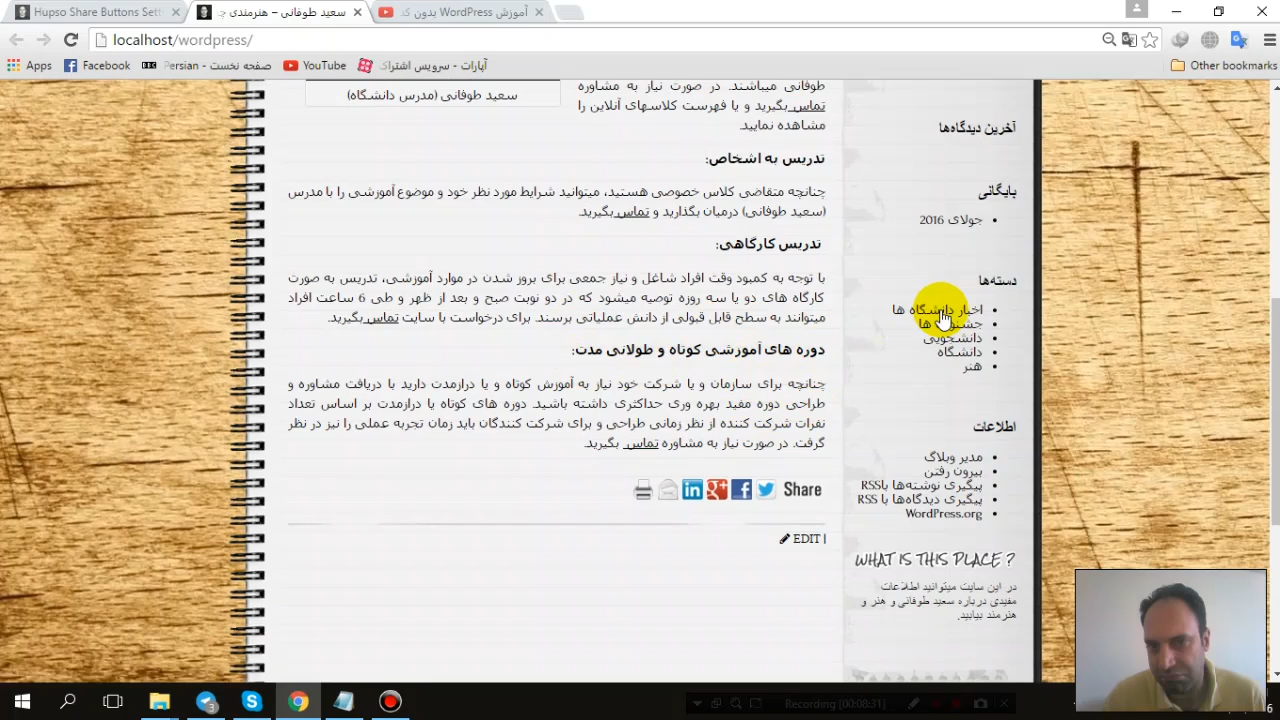 Hupso Share Buttons Sett
سعید طوفانی – هنرمندی چ
آموزش WordPress بدون کد
localhost/wordpress/
Apps
Facebook
صفحه نخست - Persian BBC
YouTube
آپارات - سرویس اشتراک
Other bookmarks
طوفانی میباشند. در صورت نیاز به مشاوره
تماس بگیرید و یا فهرست کلاسهای آنلاین را
مشاهده نمایید.
سعید طوفانی (مدرس دانشگاه)
تدریس به اشخاص:
چنانچه متقاضی کلاس خصوصی هستید، میتوانید شرایط مورد نظر خود و موضوع آموزشی را با مدرس
(سعید طوفانی) درمیان بگذارید و تماس بگیرید.
تدریس کارگاهی:
با توجه به کمبود وقت افراد شاغل و نیاز جمعی برای بروز شدن در موارد آموزشی، تدریس به صورت
کارگاه های دو یا سه روزه توصیه میشود که در دو نوبت صبح و بعد از ظهر و طی 6 ساعت افراد
میتوانند به سطح قابل قبولی از دانش عملیاتی برسند. برای درخواست با سایت تماس بگیرید.
دوره های آموزشی کوتاه و طولانی مدت:
چنانچه برای سازمان و یا شرکت خود نیاز به آموزش کوتاه و یا درازمدت دارید با دریافت مشاوره و
طراحی دوره مفید بهره وری حداکثری داشته باشید. دوره های کوتاه یا درازمدت بر اساس تعداد
نفرات شرکت کننده از نظر زمانی طراحی و برای شرکت کنندگان باید زمان تجربه عملی را نیز در نظر
گرفت. در صورت نیاز به مشاوره تماس بگیرید.
Share
EDIT |
آخرین دیدگاه‌ها
بایگانی
جولای 2016
دسته‌ها
اخبار دانشگاه ها
جشنواره ها
دانشجویی
دانشگاه
هنر
اطلاعات
مدیر وبلاگ
بیرون رفتن
پیگیری نوشته‌ها با RSS
پیگیری دیدگاه‌ها با RSS
WordPress.org
WHAT IS THIS PLACE ?
در این سایت میتوانید اطلاعات
مفیدی درباره سعید طوفانی و هنر و
هنرمند بیابید.
Recording [00:08:31]